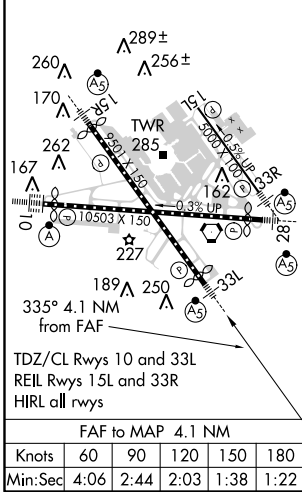 289±
260
256±
A5
170
15R
15L
TWR
285
9501 X 150
5000 X 100
0.5% UP
P
262
P
162
33R
167
A5
0.3% UP
10
P
10503 X 150
P
28
A
227
P
33L
A5
189
250
A5
335° 4.1 NM
from FAF
TDZ/CL Rwys 10 and 33L
REIL Rwys 15L and 33R
HIRL all rwys
FAF to MAP 4.1 NM
Knots 60 90 120 150 180
Min:Sec 4:06 2:44 2:03 1:38 1:22